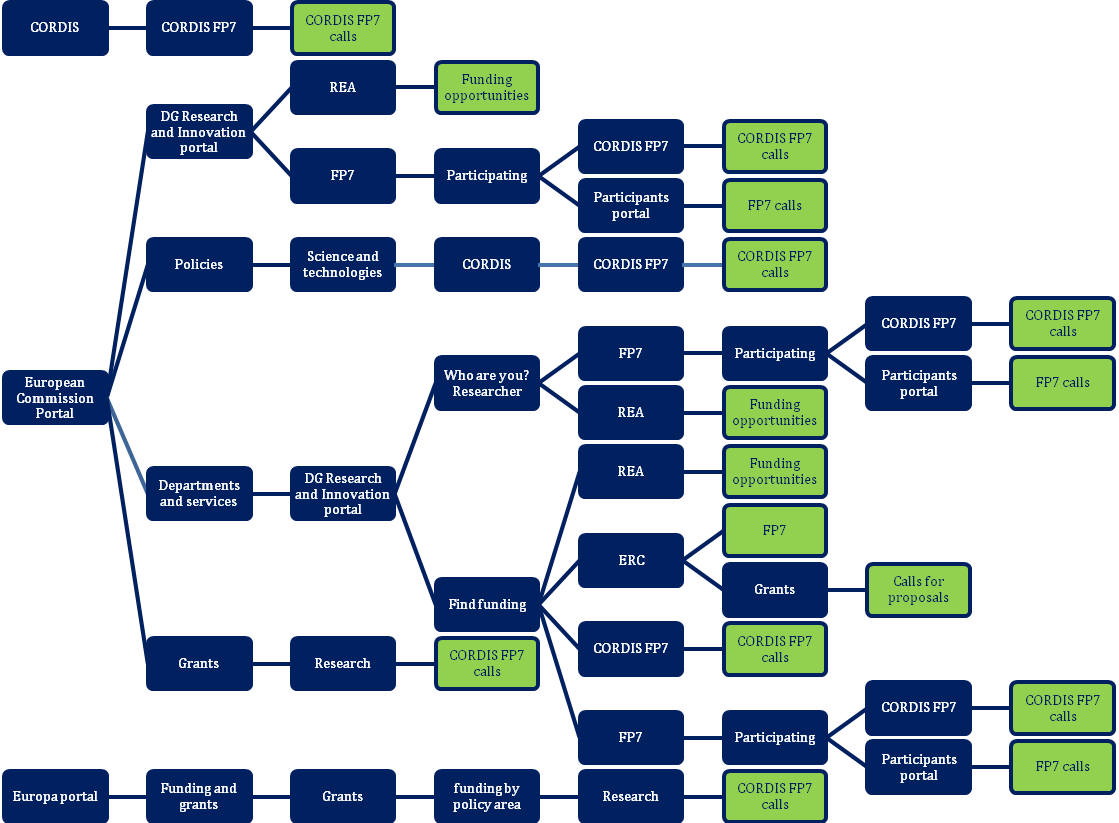 CORDIS
CORDIS FP7
CORDIS FP7
calls
REA
Funding
opportunities
DG Research
and Innovation
portal
FP7
Participating
CORDIS FP7
CORDIS FP7
calls
Participants
portal
FP7 calls
Policies
Science and
technologies
CORDIS
CORDIS FP7
CORDIS FP7
calls
European
Commission
Portal
Who are you?
Researcher
FP7
Participating
CORDIS FP7
CORDIS FP7
calls
Participants
portal
FP7 calls
REA
Funding
opportunities
Departments
and services
DG Research
and Innovation
portal
Find funding
REA
Funding
opportunities
ERC
FP7
Grants
Calls for
proposals
CORDIS FP7
CORDIS FP7
calls
FP7
Participating
CORDIS FP7
CORDIS FP7
calls
Participants
portal
FP7 calls
Grants
Research
CORDIS FP7
calls
Europa portal
Funding and
grants
Grants
funding by
policy area
Research
CORDIS FP7
calls